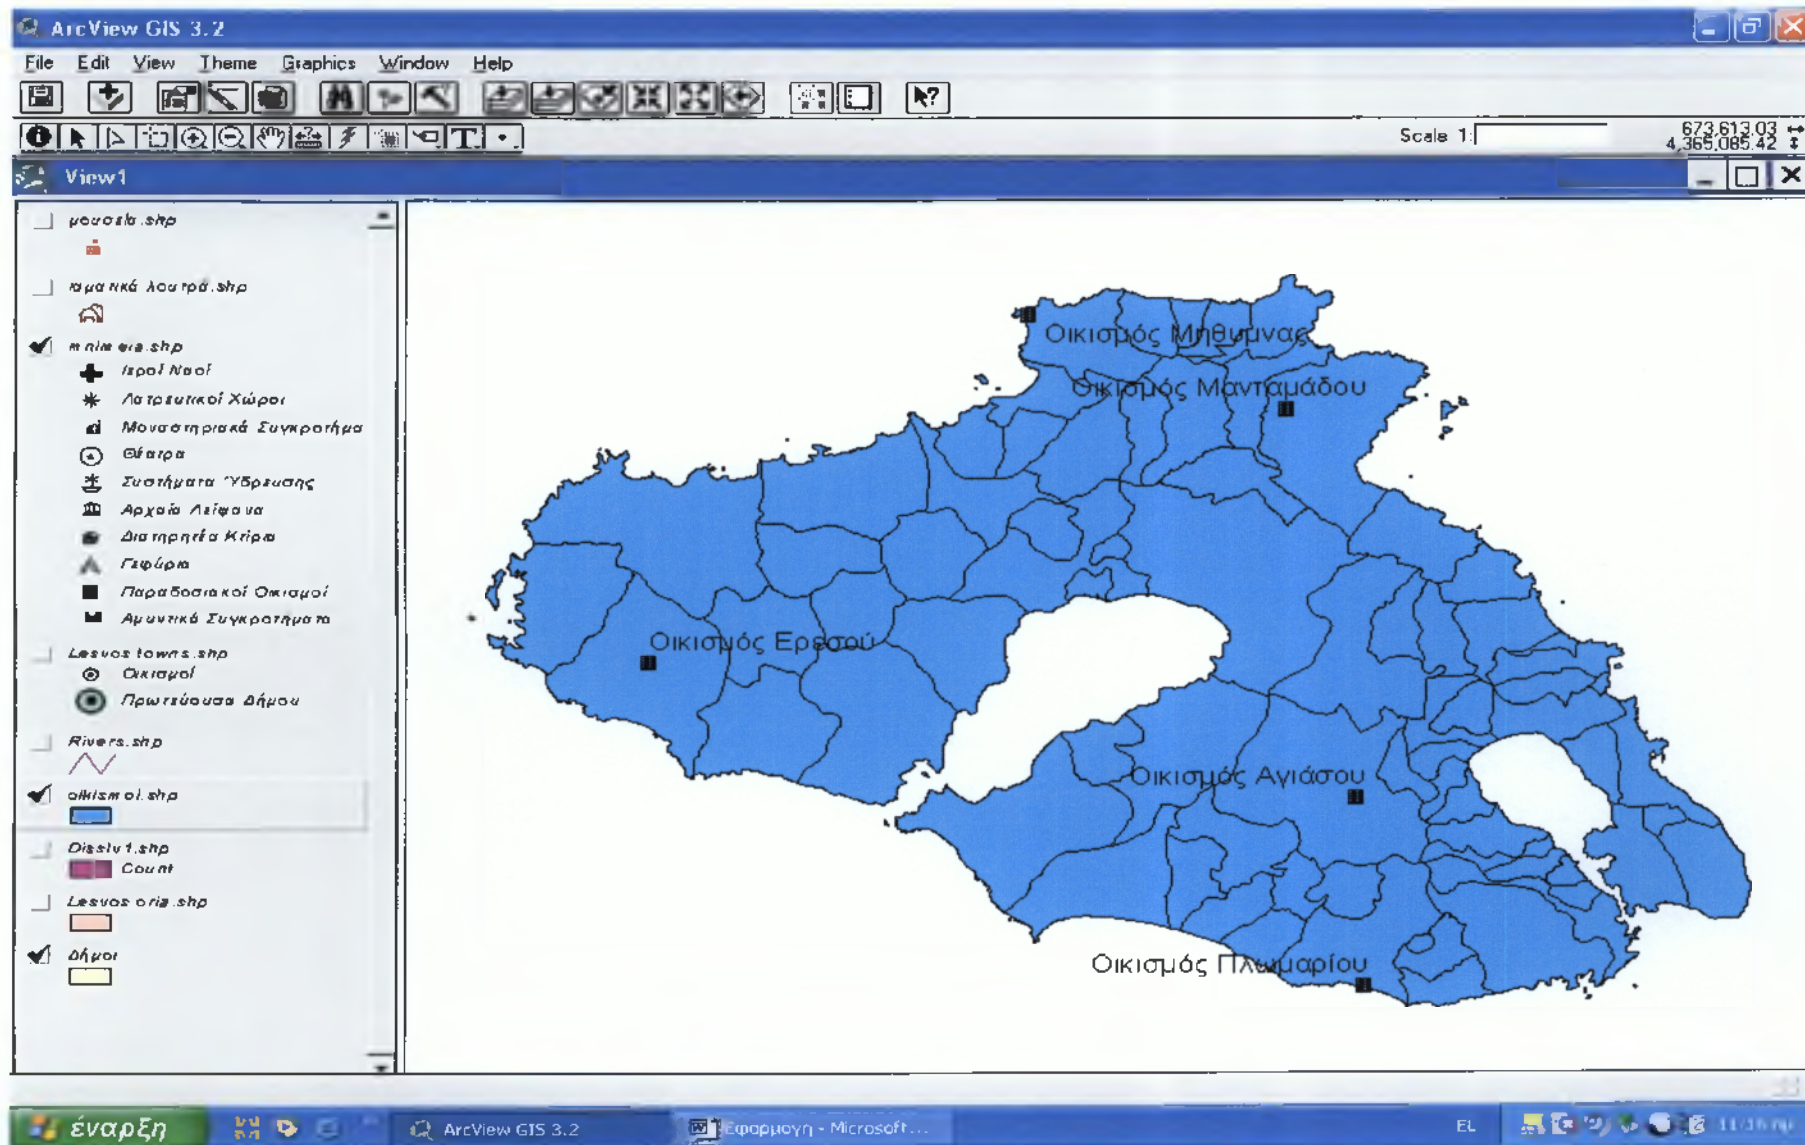 ArcView GIS 3.2
File Edit View Theme Graphics Window Help
Scale 1:
673,613.03
4,365,085.42
View1
μουσεία.shp
ιαματικά λουτρά.shp
mnimeia.shp
Ιεροί Ναοί
Λατρευτικοί Χώροι
Μοναστηριακά Συγκροτήμα
Θέατρα
Συστήματα Ύδρευσης
Αρχαία Λείψανα
Διατηρητέα Κτίρια
Γεφύρια
Παραδοσιακοί Οικισμοί
Αμυντικά Συγκροτήματα
Lesvos towns.shp
Οικισμοί
Πρωτεύουσα Δήμου
Rivers.shp
oikismoi.shp
Disslv1.shp
Count
Lesvos oria.shp
Δήμοι
Οικισμός Μηθυμνας
Οικισμός Μανταμάδου
Οικισμός Ερεσού
Οικισμός Αγιάσου
Οικισμός Πλωμαρίου
έναρξη
ArcView GIS 3.2
Εφαρμογη - Microsoft...
EL